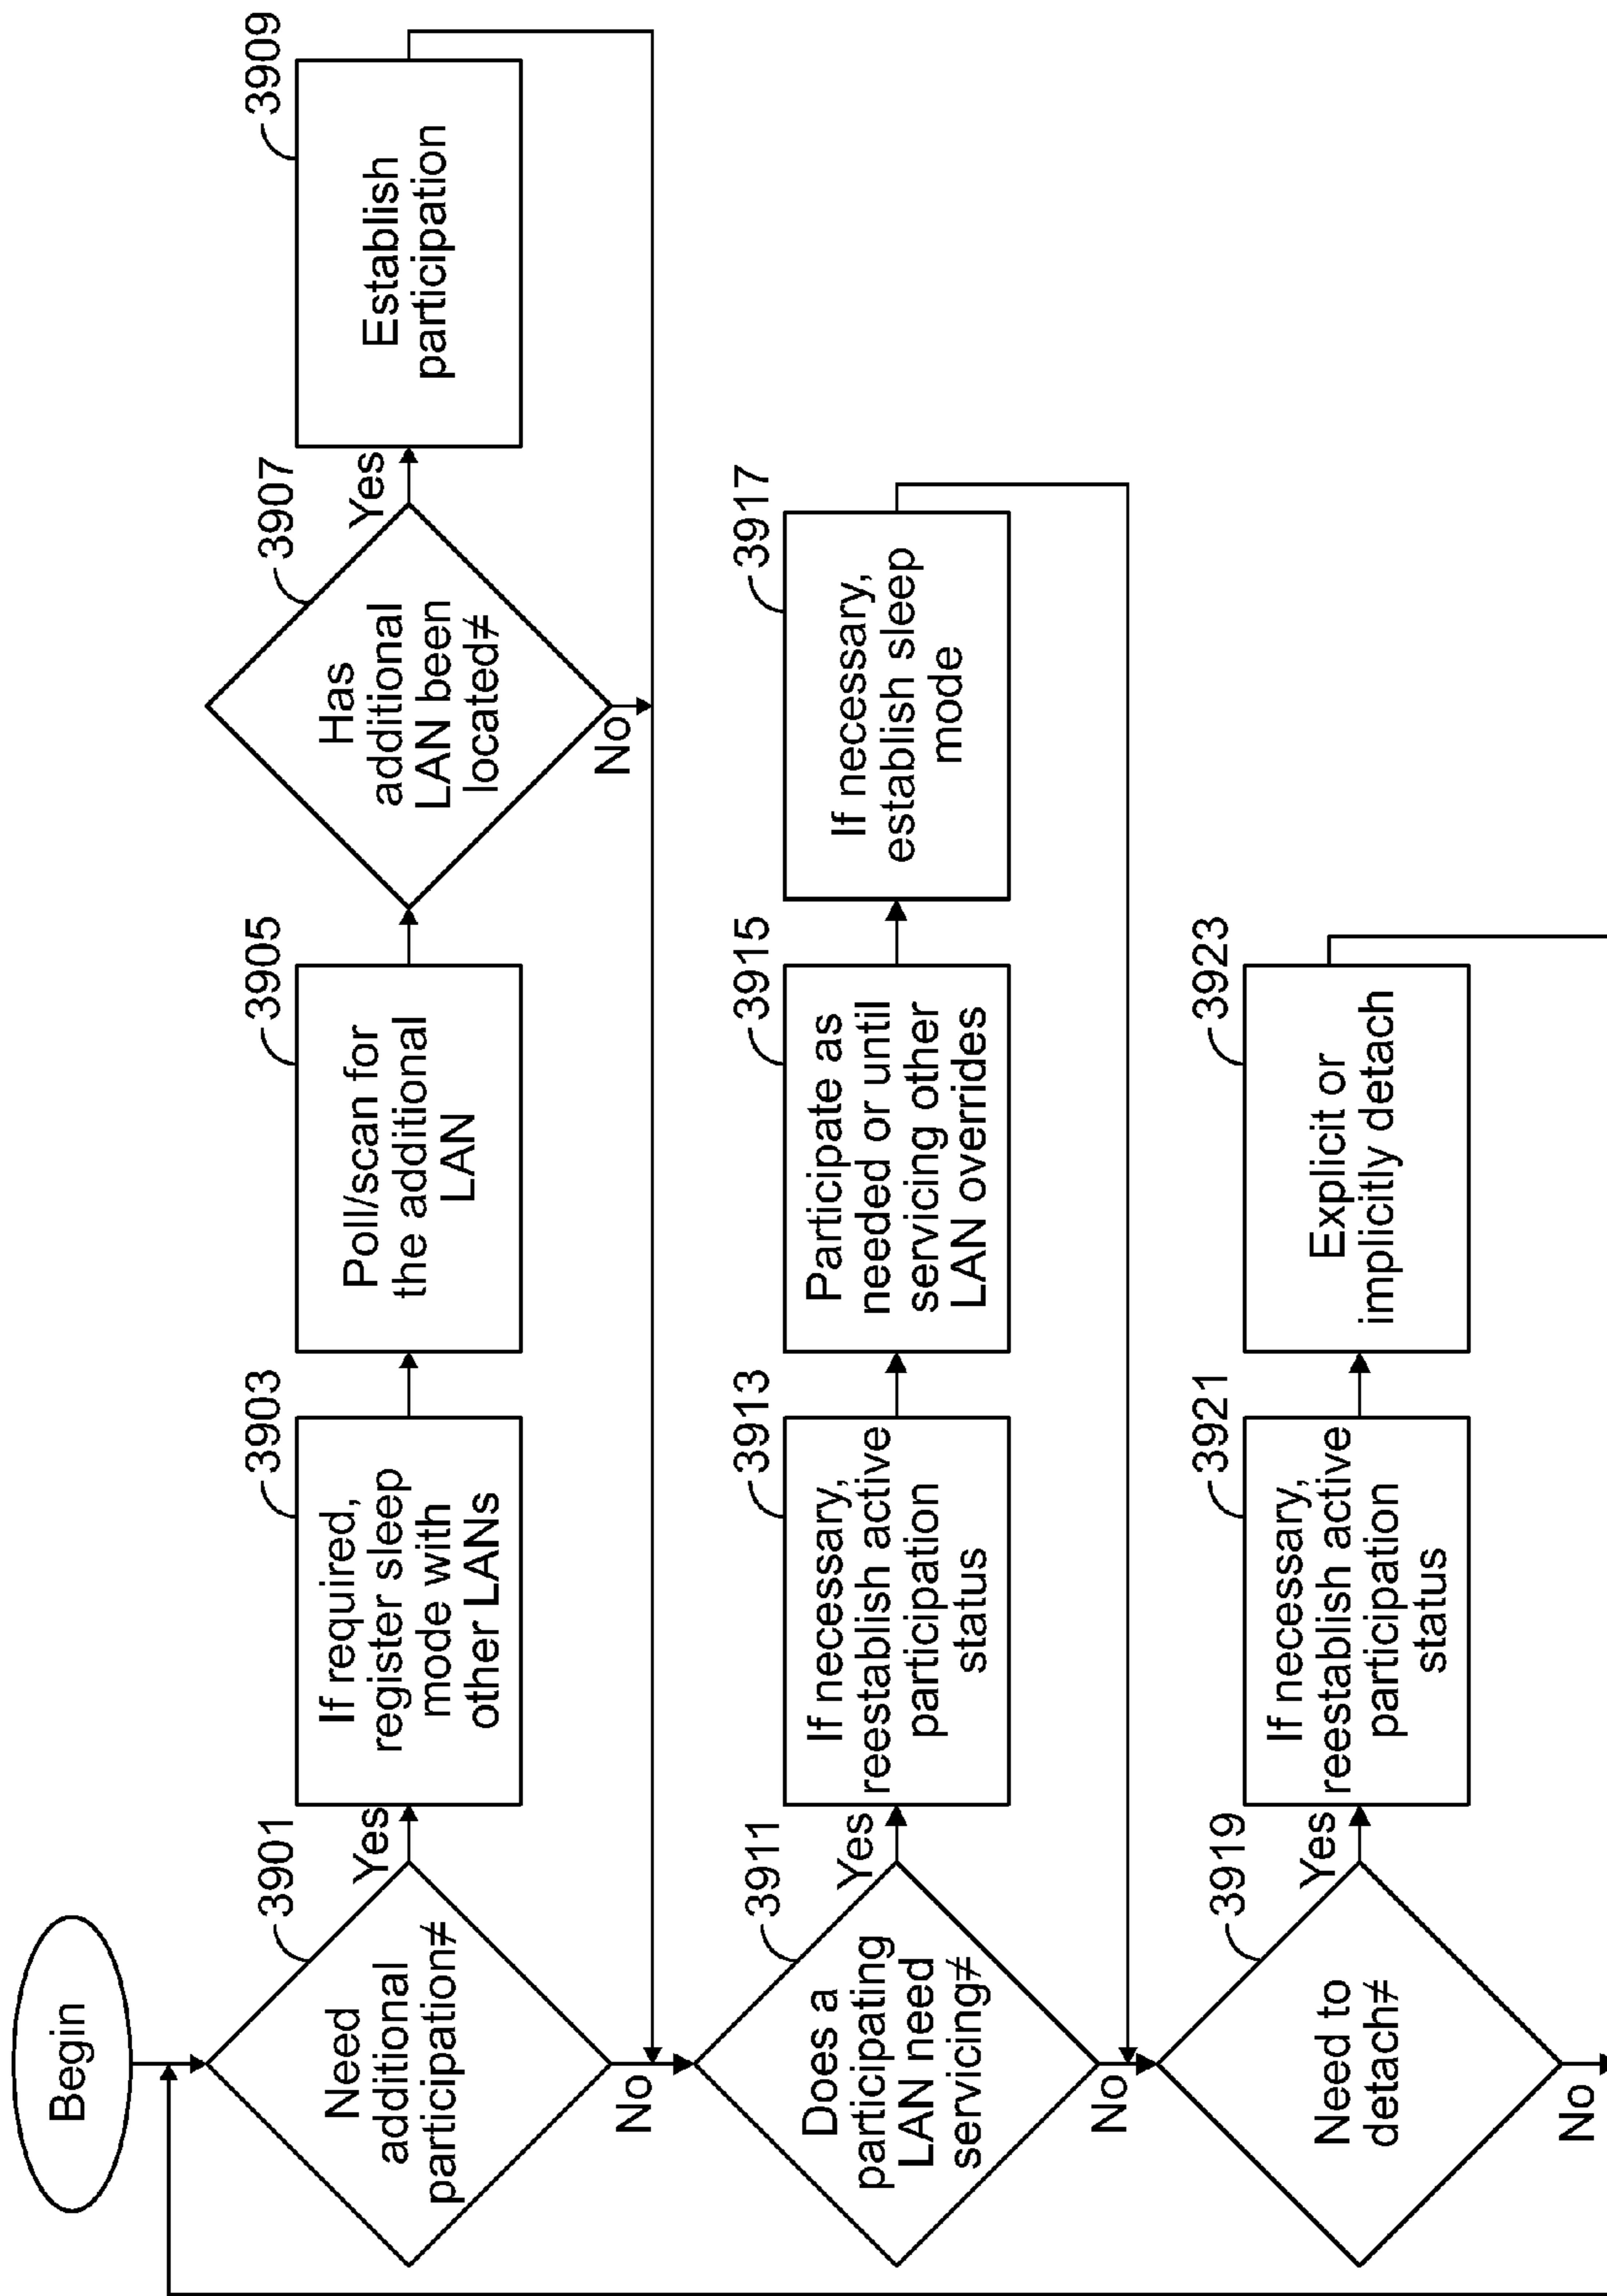 Begin
3901
Need
additional
participation#
Yes
No
3903
If required,
register sleep
mode with
other LANs
3905
Poll/scan for
the additional
LAN
3907
Has
additional
LAN been
located#
Yes
No
3909
Establish
participation
3911
Does a
participating
LAN need
servicing#
Yes
No
3913
If necessary,
reestablish active
participation
status
3915
Participate as
needed or until
servicing other
LAN overrides
3917
If necessary,
establish sleep
mode
3919
Need to
detach#
Yes
No
3921
If necessary,
reestablish active
participation
status
3923
Explicit or
implicitly detach